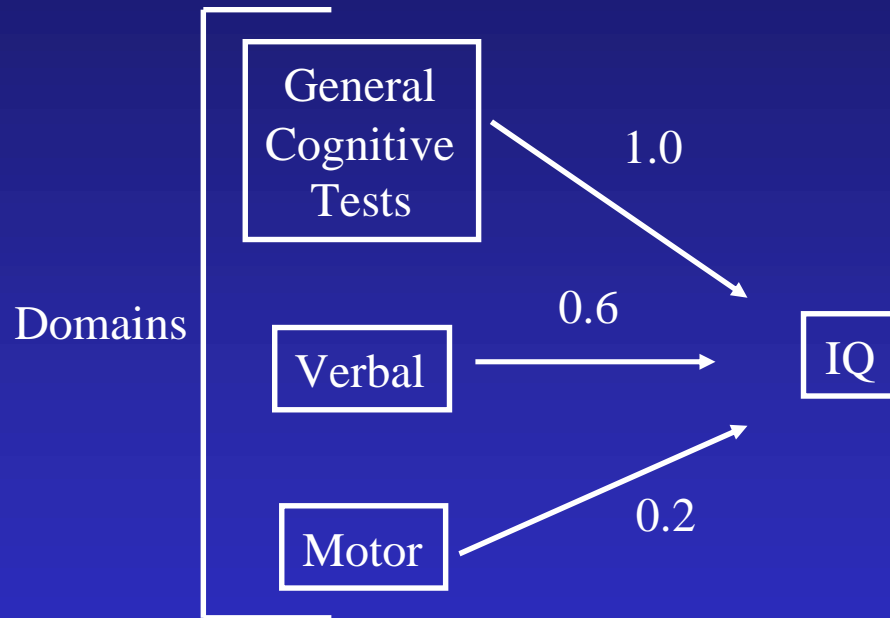 General
Cognitive
Tests
1.0
Domains
0.6
Verbal
IQ
0.2
Motor